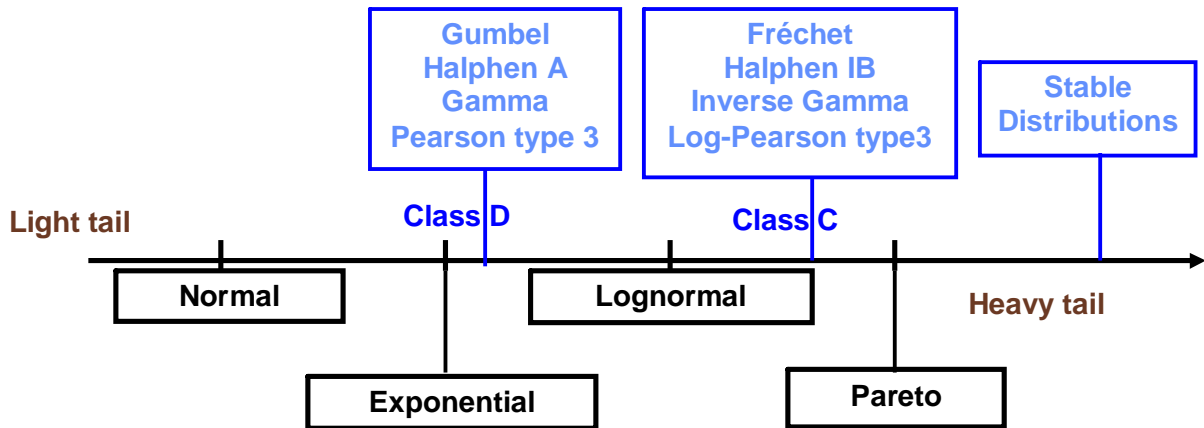 Gumbel
Halphen A
Gamma
Pearson type 3
Fréchet
Halphen IB
Inverse Gamma
Log-Pearson type3
Stable
Distributions
Light tail
Class D
Class C
Normal
Lognormal
Heavy tail
Exponential
Pareto